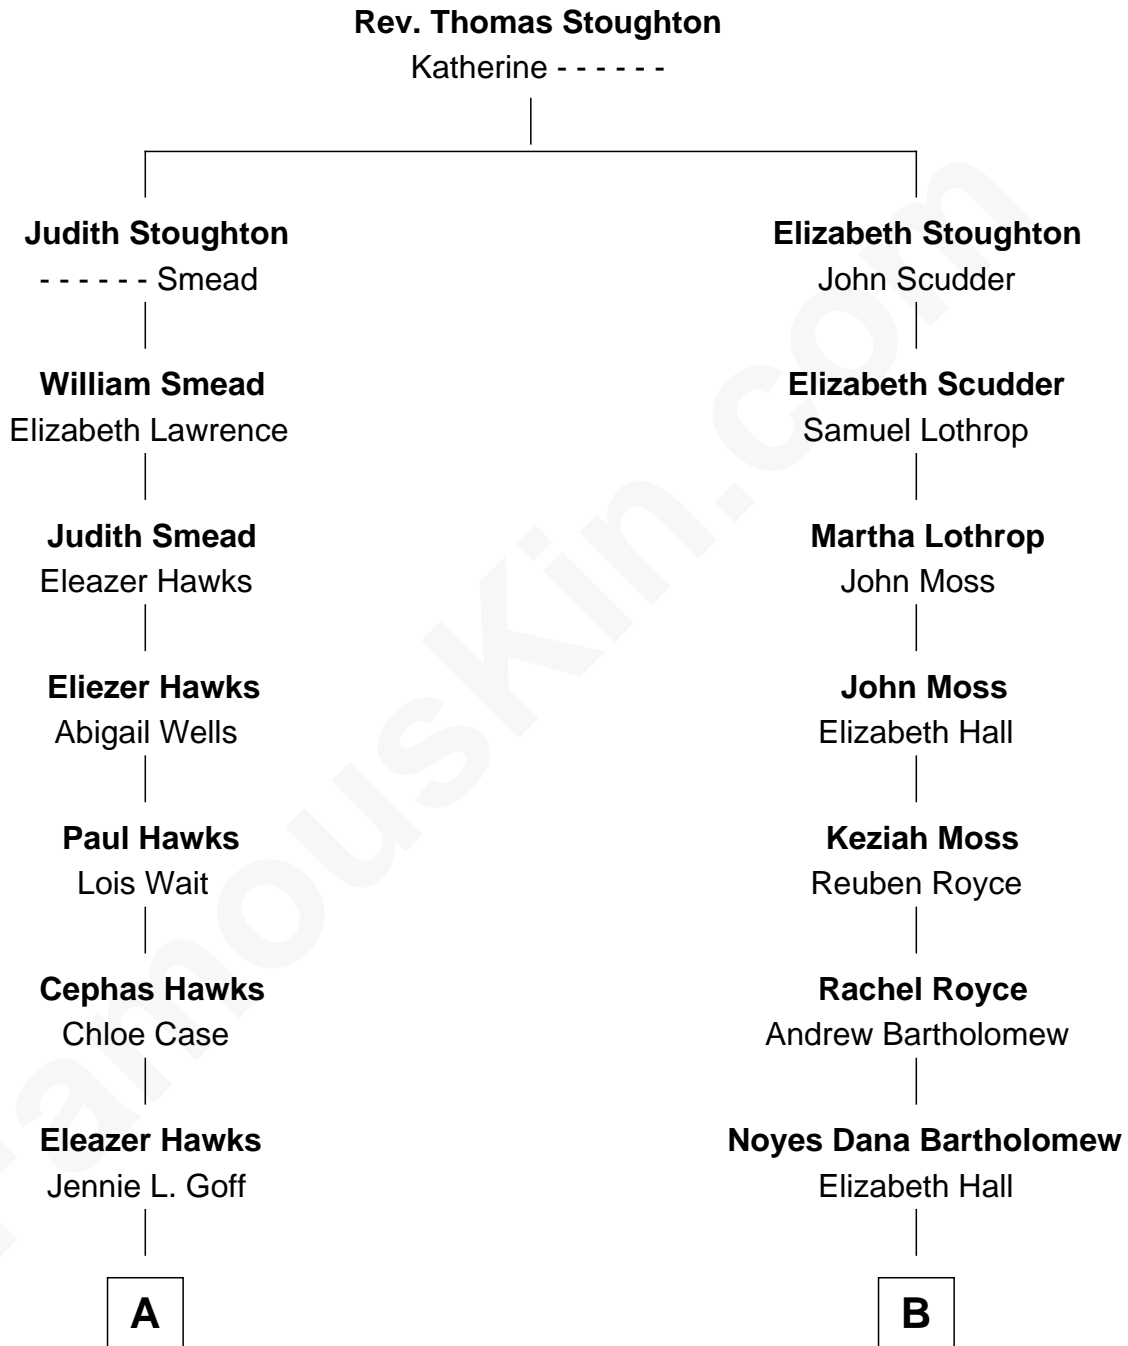 Rev. Thomas Stoughton
Katherine - - - - - -
Judith Stoughton
- - - - - - Smead
Elizabeth Stoughton
John Scudder
William Smead
Elizabeth Lawrence
Elizabeth Scudder
Samuel Lothrop
Judith Smead
Eleazer Hawks
Martha Lothrop
John Moss
Eliezer Hawks
Abigail Wells
John Moss
Elizabeth Hall
Paul Hawks
Lois Wait
Keziah Moss
Reuben Royce
Cephas Hawks
Chloe Case
Rachel Royce
Andrew Bartholomew
Eleazer Hawks
Jennie L. Goff
Noyes Dana Bartholomew
Elizabeth Hall
A
B
FamousKin.com